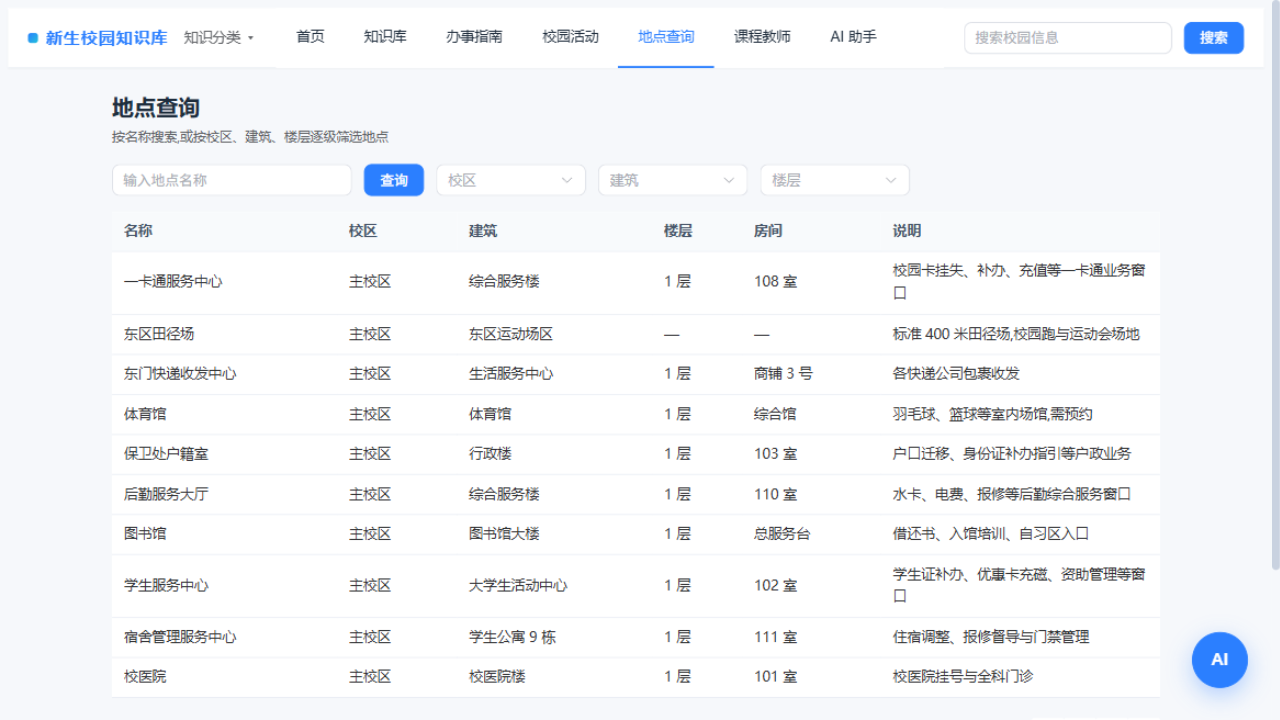 新生校园知识库 知识分类 首页 知识库 办事指南 校园活动 地点查询 课程教师 AI 助手 搜索校园信息 搜索
地点查询
按名称搜索,或按校区、建筑、楼层逐级筛选地点
输入地点名称 查询 校区 建筑 楼层
名称 校区 建筑 楼层 房间 说明
一卡通服务中心 主校区 综合服务楼 1 层 108 室 校园卡挂失、补办、充值等一卡通业务窗
口
东区田径场 主校区 东区运动场区 — — 标准 400 米田径场,校园跑与运动会场地
东门快递收发中心 主校区 生活服务中心 1 层 商铺 3 号 各快递公司包裹收发
体育馆 主校区 体育馆 1 层 综合馆 羽毛球、篮球等室内场馆,需预约
保卫处户籍室 主校区 行政楼 1 层 103 室 户口迁移、身份证补办指引等户政业务
后勤服务大厅 主校区 综合服务楼 1 层 110 室 水卡、电费、报修等后勤综合服务窗口
图书馆 主校区 图书馆大楼 1 层 总服务台 借还书、入馆培训、自习区入口
学生服务中心 主校区 大学生活动中心 1 层 102 室 学生证补办、优惠卡充磁、资助管理等窗
口
宿舍管理服务中心 主校区 学生公寓 9 栋 1 层 111 室 住宿调整、报修督导与门禁管理
校医院 主校区 校医院楼 1 层 101 室 校医院挂号与全科门诊
AI